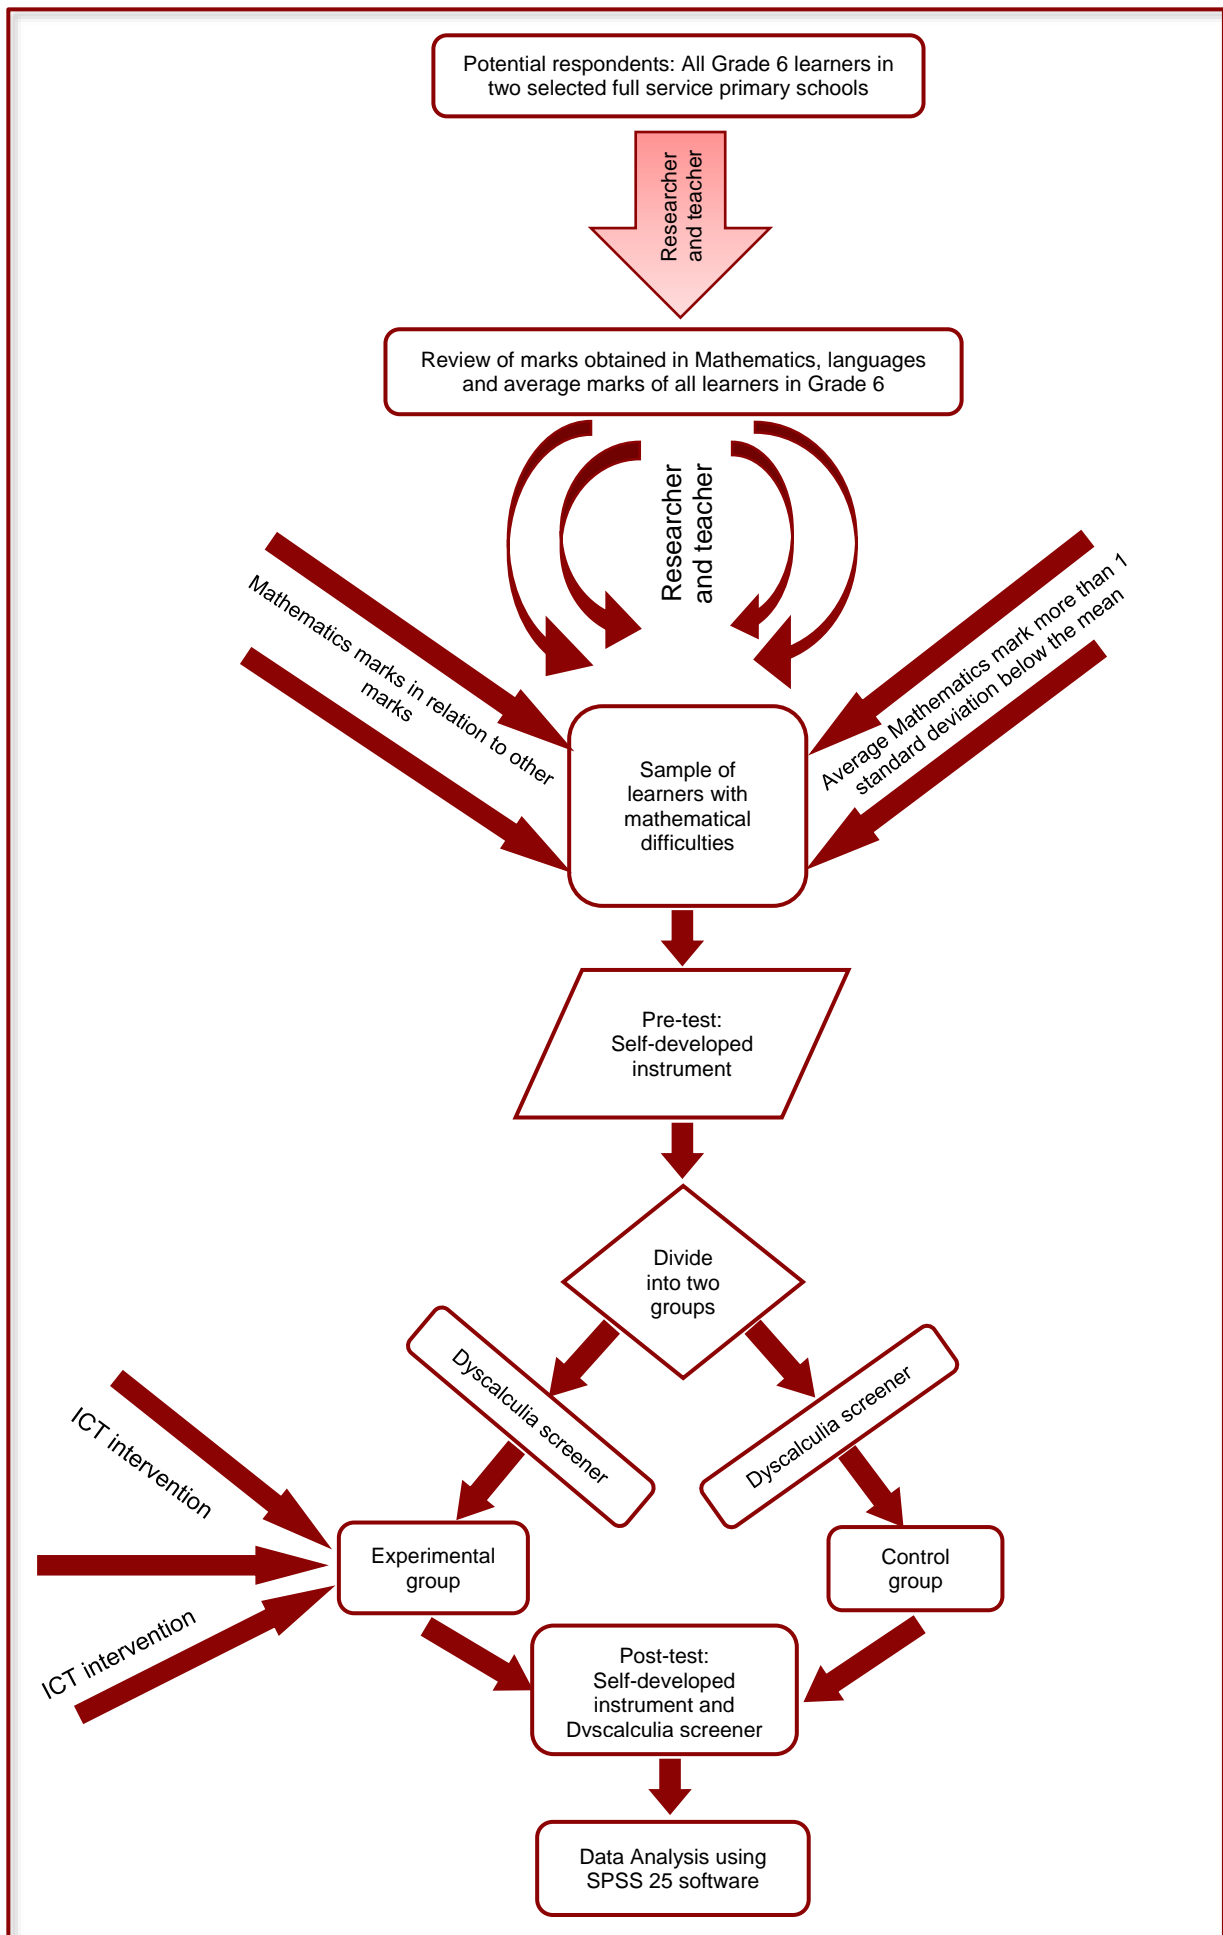 Potential respondents: All Grade 6 learners in
two selected full service primary schools
Researcher
and teacher
Review of marks obtained in Mathematics, languages
and average marks of all learners in Grade 6
Researcher
and teacher
Mathematics marks in relation to other
marks
Average Mathematics mark more than 1
standard deviation below the mean
Sample of
learners with
mathematical
difficulties
Pre-test:
Self-developed
instrument
Divide
into two
groups
Dyscalculia screener
Dyscalculia screener
ICT intervention
ICT intervention
Experimental
group
Control
group
Post-test:
Self-developed
instrument and
Dyscalculia screener
Data Analysis using
SPSS 25 software